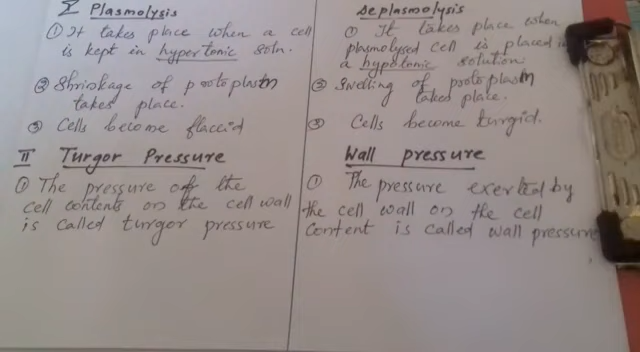 I Plasmolysis
① It takes place when a cell
is kept in hypertonic soln.
② Shrinkage of protoplasm
takes place.
③ Cells become flaccid
II Turgor Pressure
① The pressure off the
cell contents on the cell wall
is called turgor pressure
Deplasmolysis
① It takes place when
plasmolysed cell is placed in
a hypotonic solution.
② Swelling of protoplasm
takes place.
③ Cells become turgid.
Wall pressure
① The pressure exerted by
the cell wall on the cell
content is called wall pressure